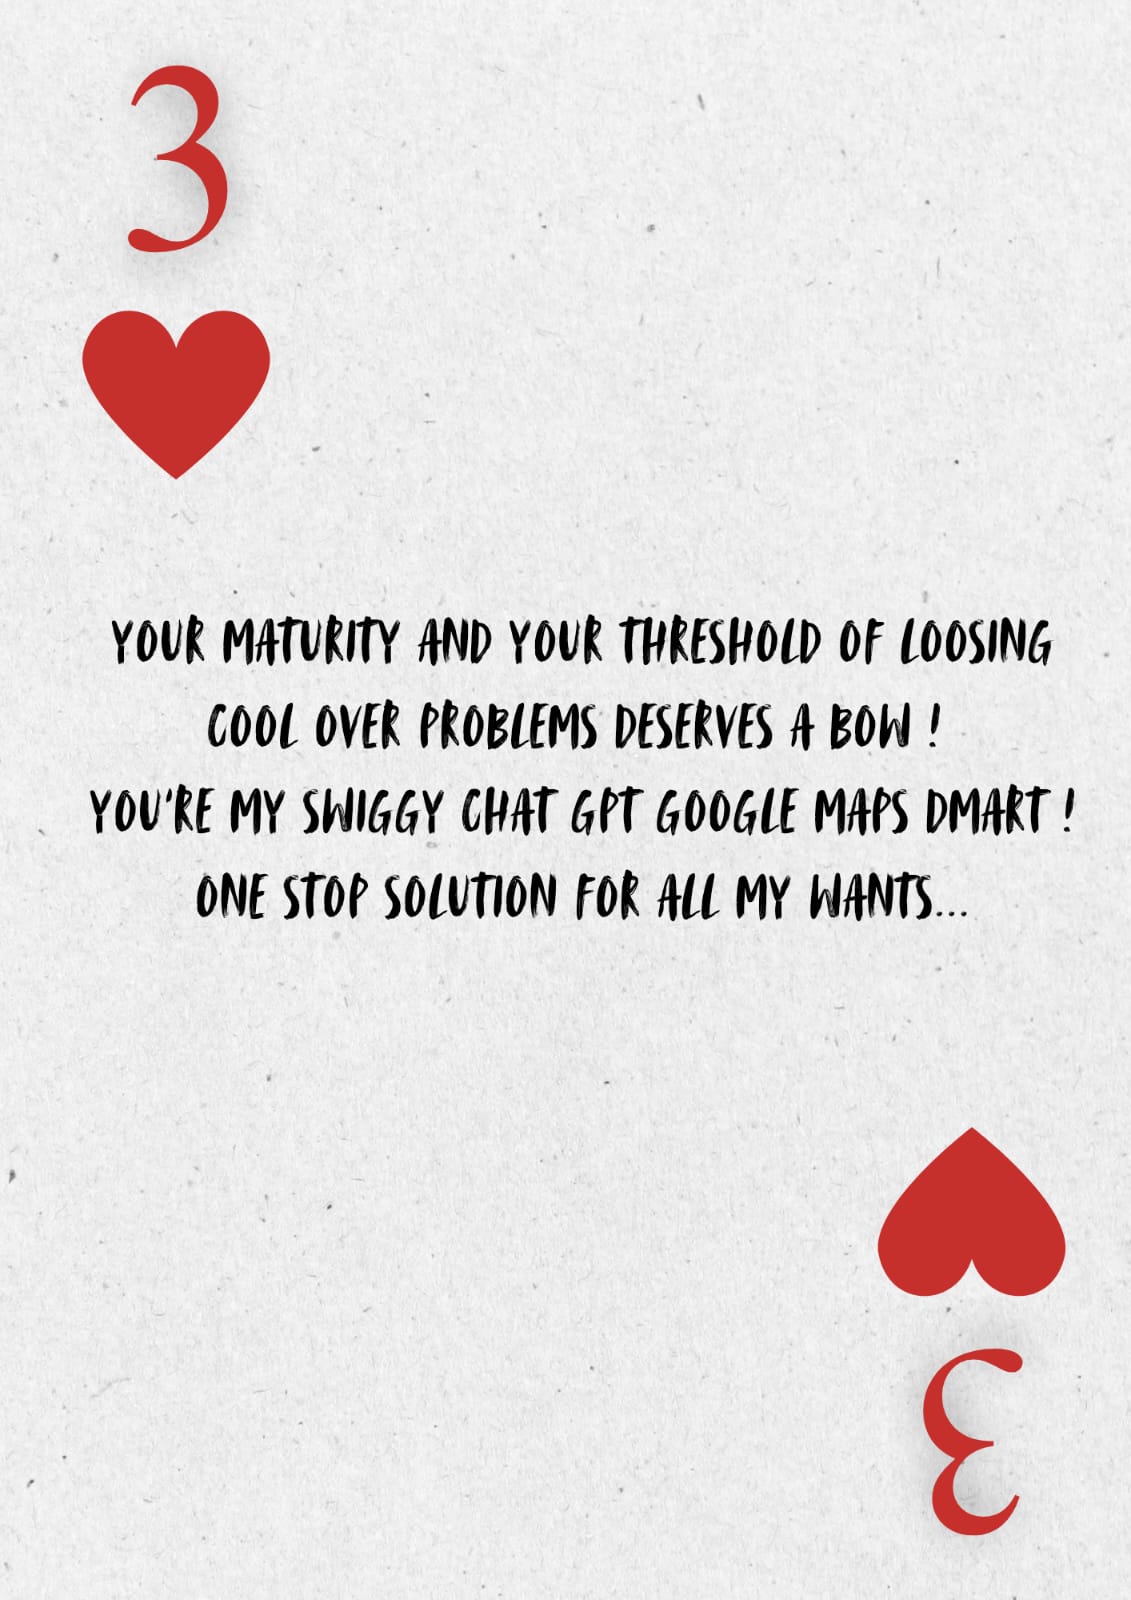 3
YOUR MATURITY AND YOUR THRESHOLD OF LOOSING
COOL OVER PROBLEMS DESERVES A BOW !
YOU'RE MY SWIGGY CHAT GPT GOOGLE MAPS DMART !
ONE STOP SOLUTION FOR ALL MY WANTS...
3